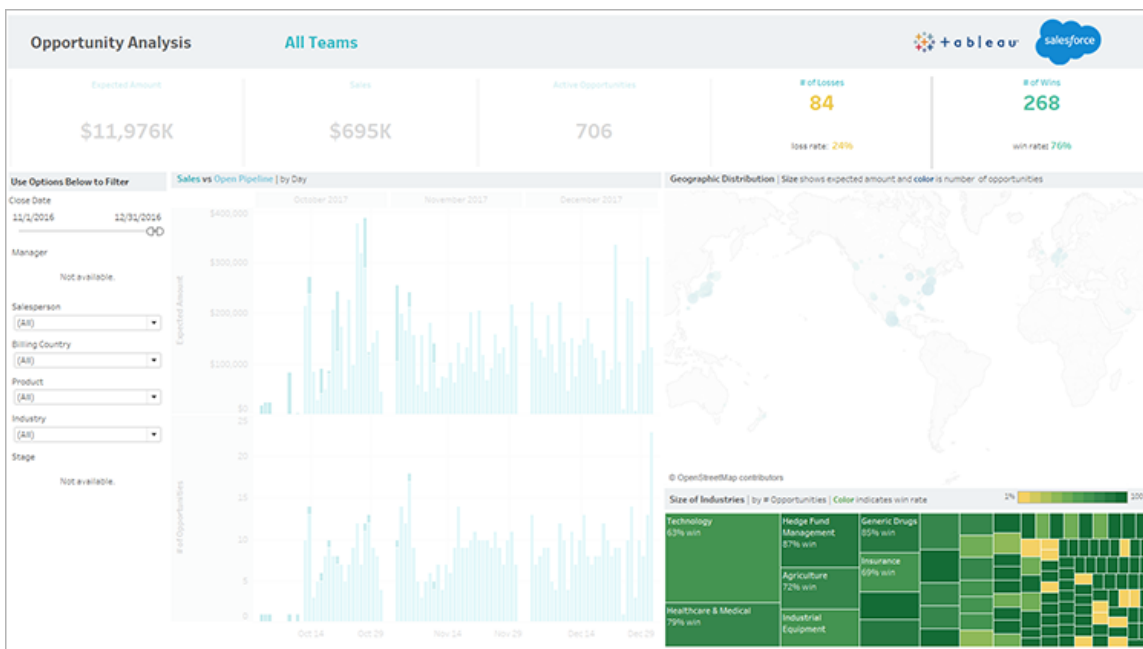 Opportunity Analysis
All Teams
+ a b l e a u
salesforce
Expected Amount
$11,976K
Sales
$695K
Active Opportunities
706
# of Losses
84
loss rate: 24%
# of Wins
268
win rate: 76%
Use Options Below to Filter
Close Date
11/1/2016
12/31/2016
Manager
Not available.
Salesperson
(All)
Billing Country
(All)
Product
(All)
Industry
(All)
Stage
Not available.
Sales vs Open Pipeline | by Day
October 2017
November 2017
December 2017
Expected Amount
$400,000
$300,000
$200,000
$100,000
$0
# of Opportunities
25
20
15
10
5
0
Oct 14
Oct 29
Nov 14
Nov 29
Dec 14
Dec 29
Geographic Distribution | Size shows expected amount and color is number of opportunities
© OpenStreetMap contributors
Size of Industries | by # Opportunities | Color indicates win rate
1%
100
Technology
63% win
Healthcare & Medical
79% win
Hedge Fund
Management
87% win
Agriculture
72% win
Industrial
Equipment
Generic Drugs
85% win
Insurance
69% win